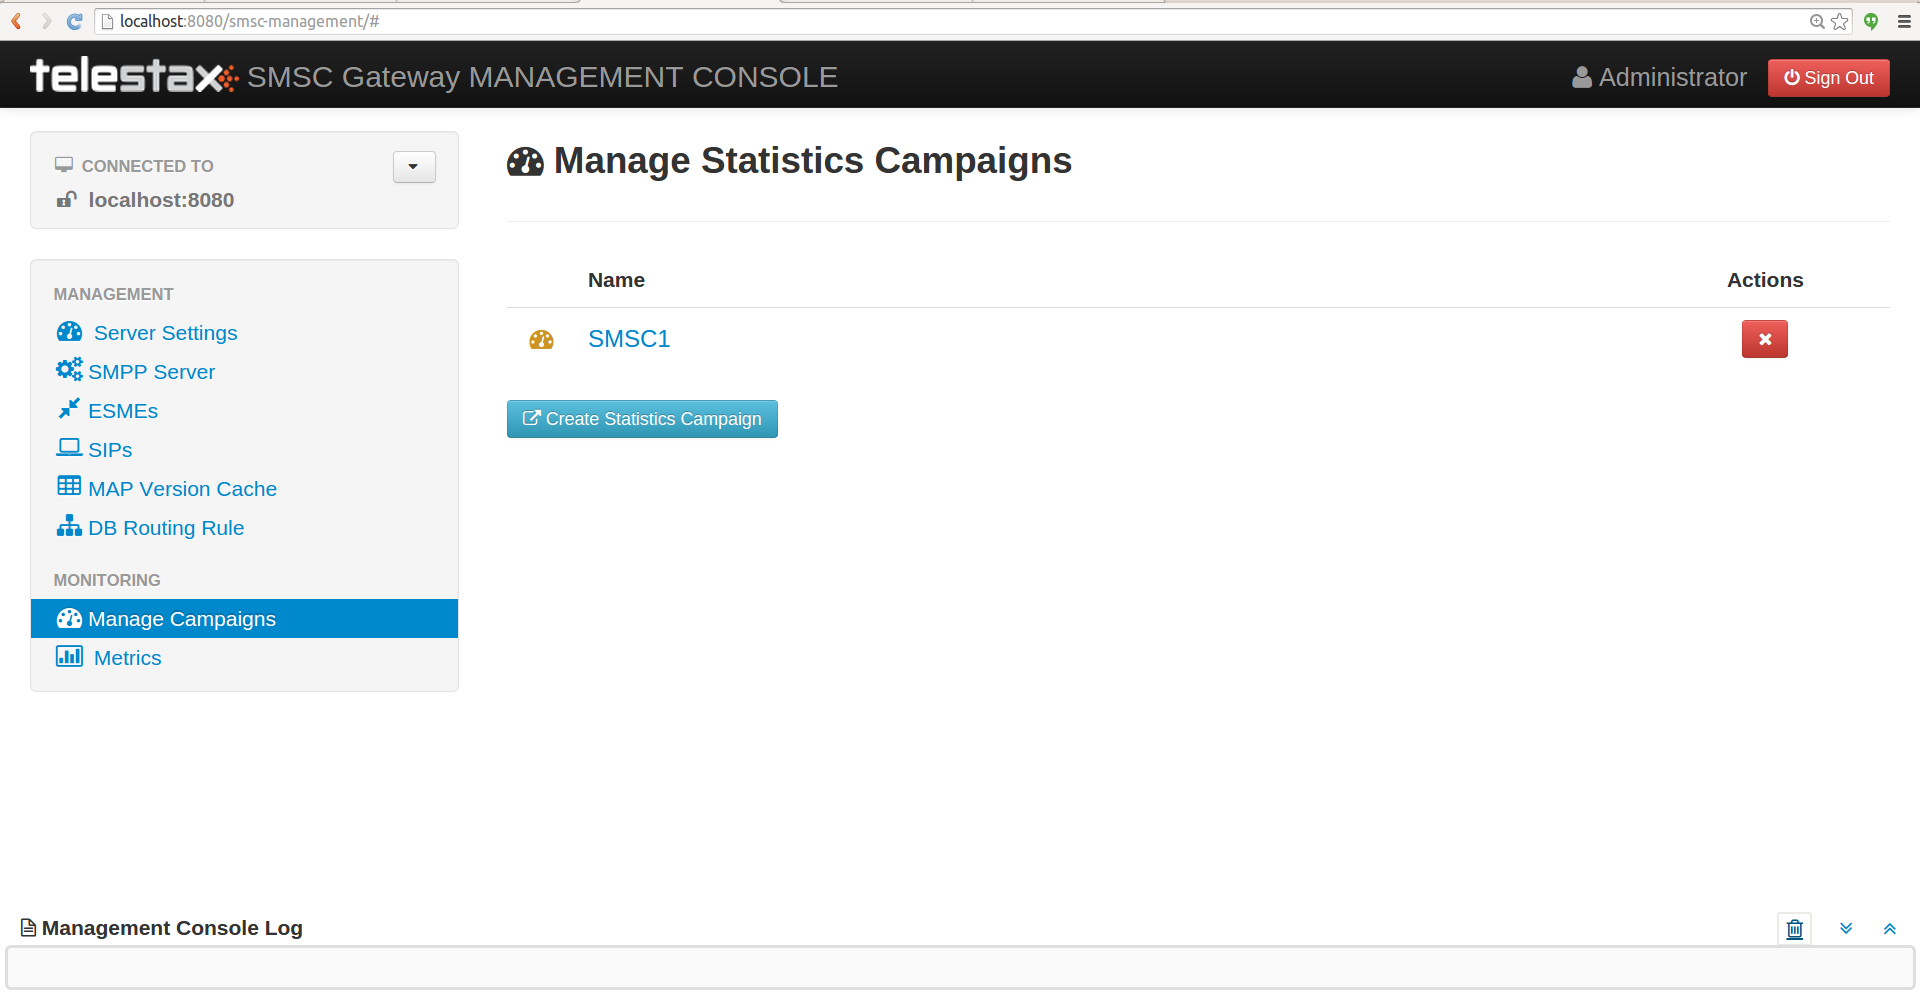 localhost:8080/smsc-management/#
telestax SMSC Gateway MANAGEMENT CONSOLE
Administrator
Sign Out
CONNECTED TO
localhost:8080
MANAGEMENT
Server Settings
SMPP Server
ESMEs
SIPs
MAP Version Cache
DB Routing Rule
MONITORING
Manage Campaigns
Metrics
Manage Statistics Campaigns
Name Actions
SMSC1
Create Statistics Campaign
Management Console Log